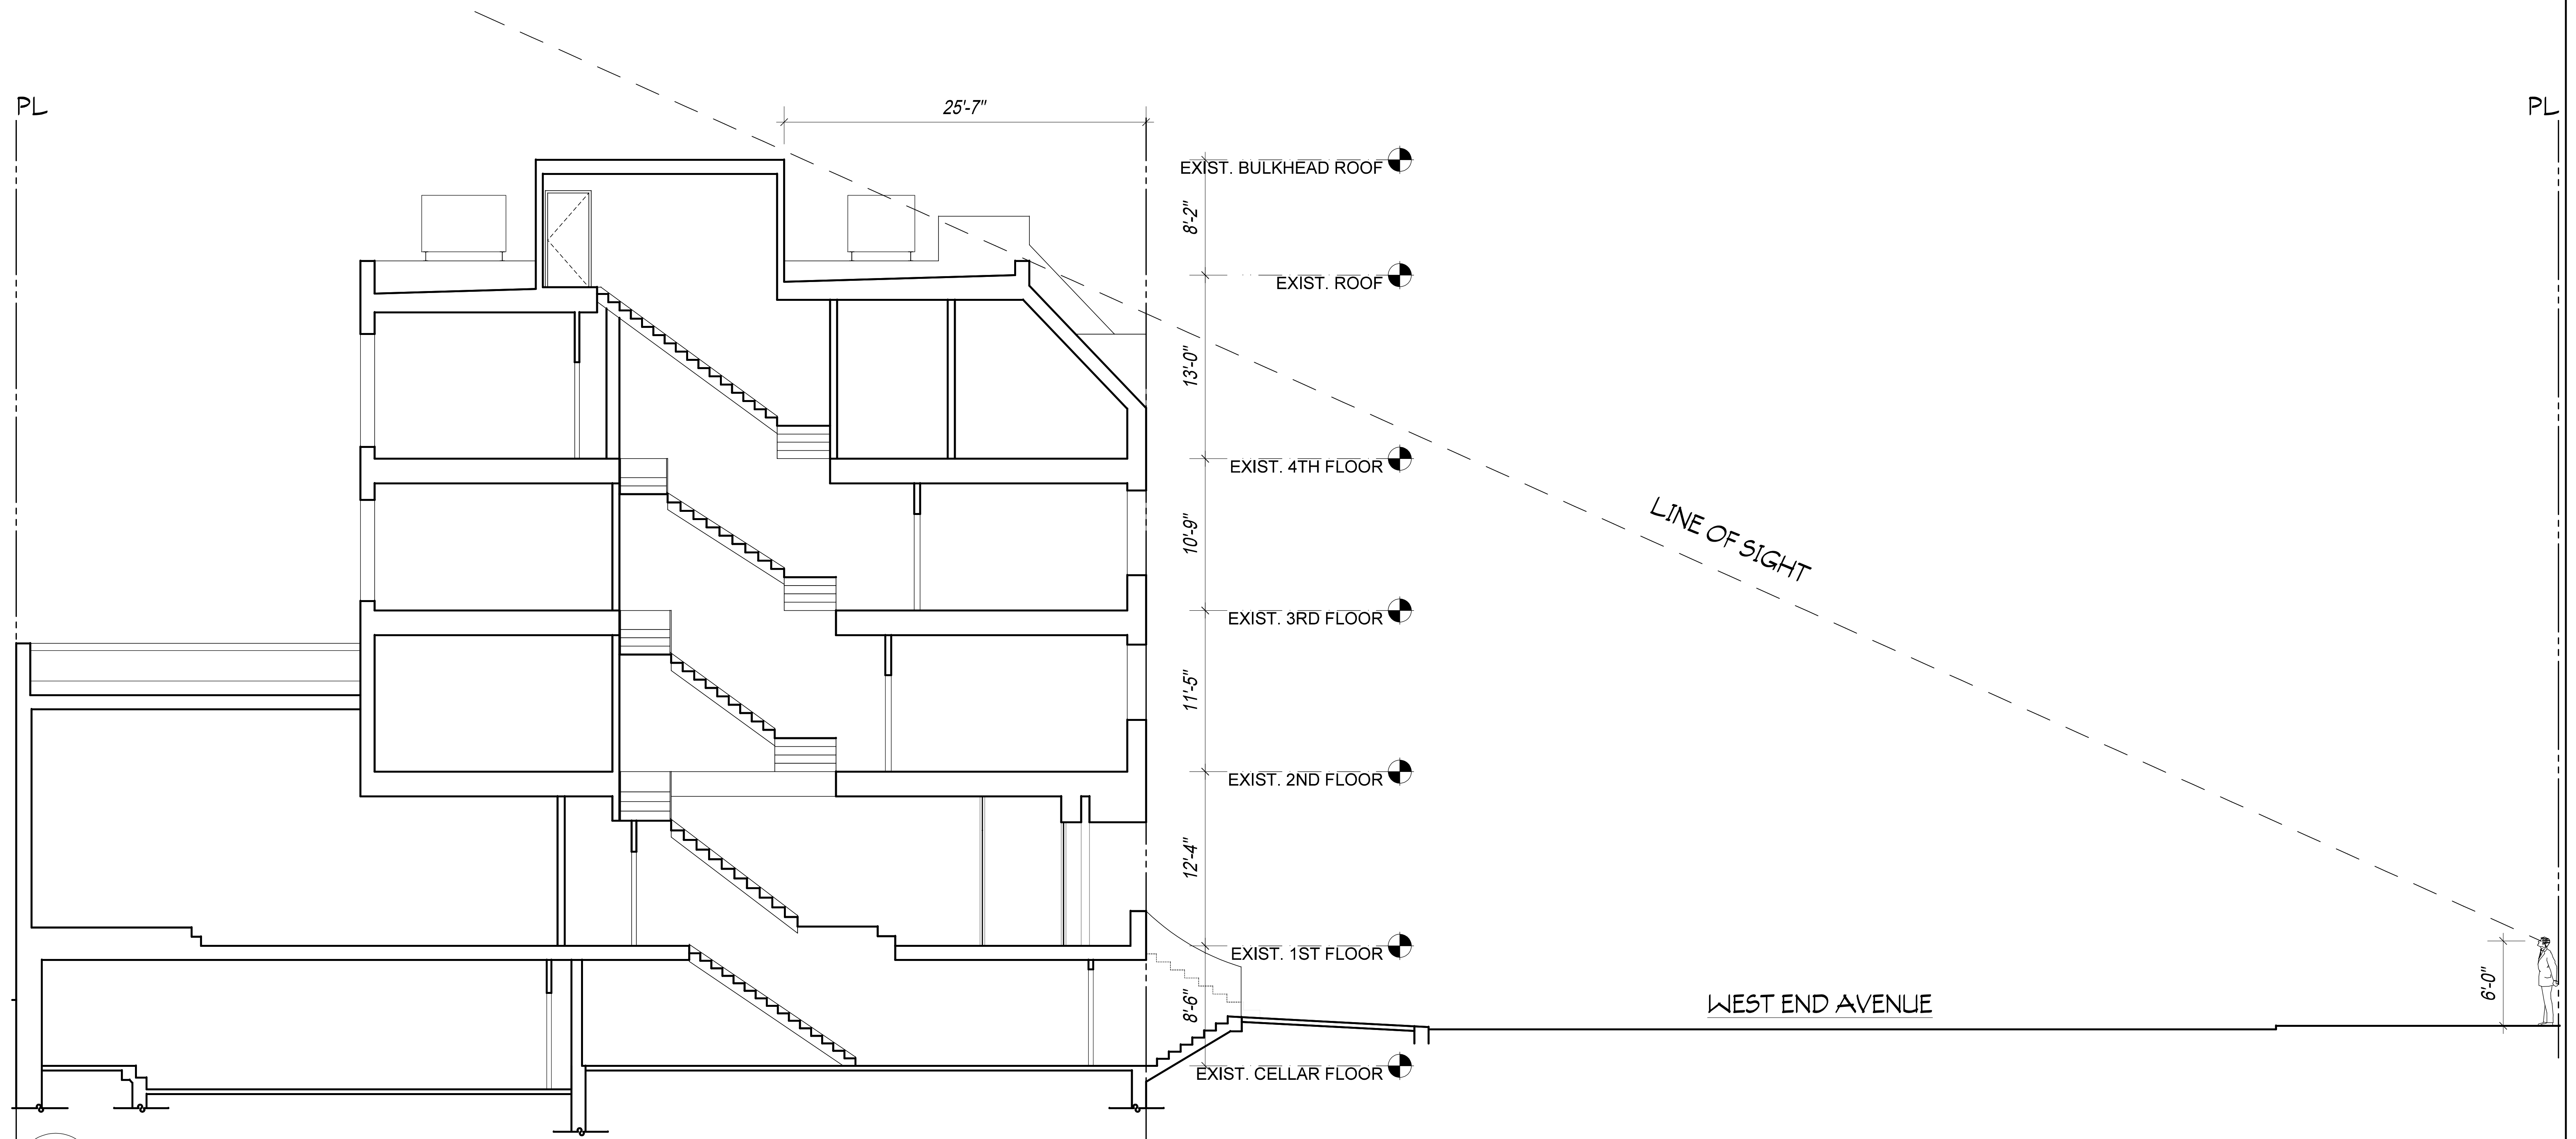 PL
25'-7"
PL
EXIST. BULKHEAD ROOF
8'-2"
EXIST. ROOF
13'-0"
EXIST. 4TH FLOOR
10'-9"
LINE OF SIGHT
EXIST. 3RD FLOOR
11'-5"
EXIST. 2ND FLOOR
12'-4"
EXIST. 1ST FLOOR
6'-0"
8'-6"
WEST END AVENUE
EXIST. CELLAR FLOOR